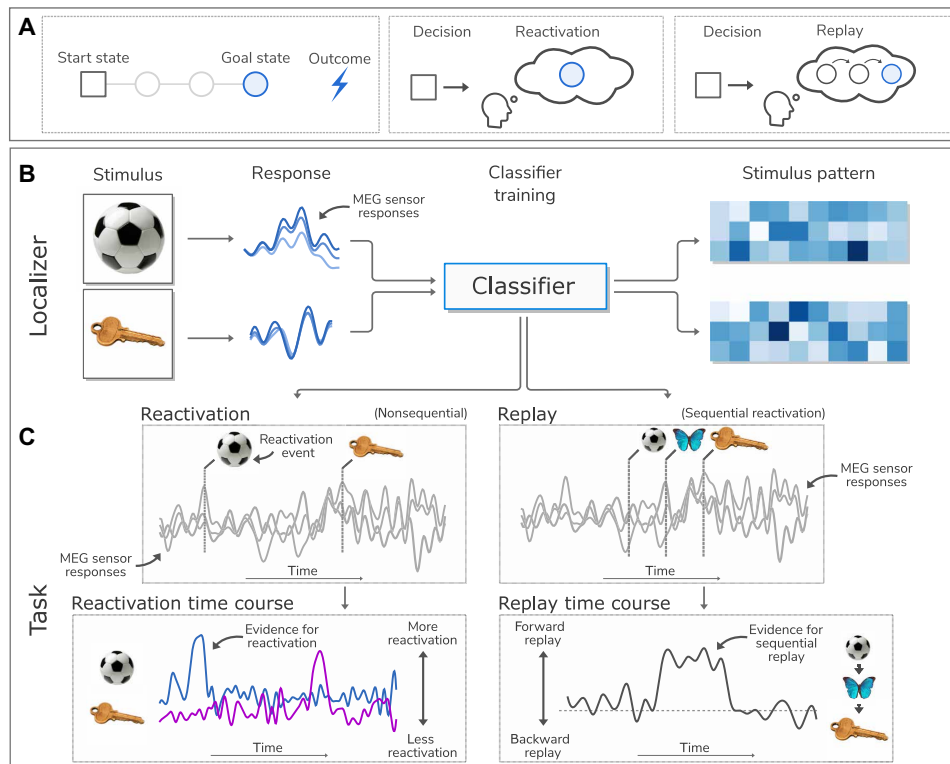 A
Start state
Goal state
Outcome
Decision
Reactivation
Decision
Replay
B
Localizer
Stimulus
Response
Classifier
training
Stimulus pattern
MEG sensor
responses
Classifier
C
Task
Reactivation
(Nonsequential)
Reactivation
event
MEG sensor
responses
Time
Replay
(Sequential reactivation)
MEG sensor
responses
Time
Reactivation time course
Evidence for
reactivation
More
reactivation
Less
reactivation
Time
Replay time course
Forward
replay
Backward
replay
Evidence for
sequential
replay
Time